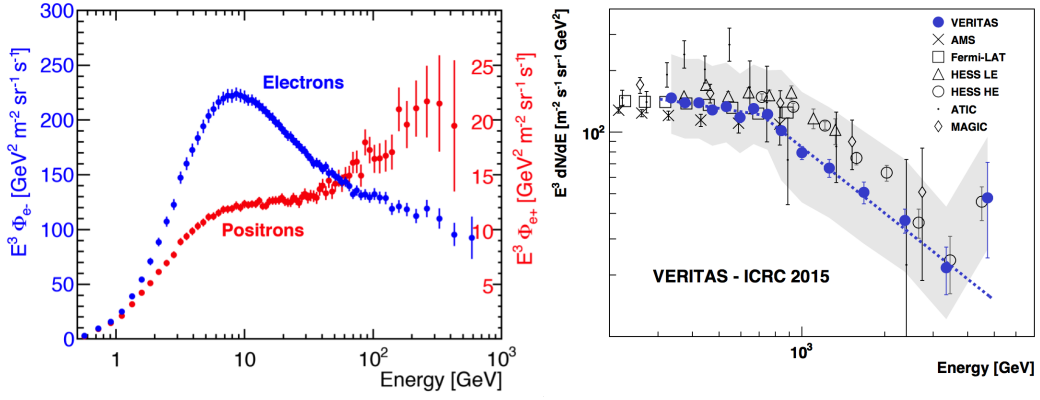 E³ Φe- [GeV² m-² sr-¹ s-¹]
300
250
200
150
100
50
0
Electrons
Positrons
25
20
15
10
5
E³ Φe+ [GeV² m-² sr-¹ s-¹]
1
10
10²
10³
Energy [GeV]
E³ dN/dE [m-² s-¹ sr-¹ GeV²]
10²
VERITAS
AMS
Fermi-LAT
HESS LE
HESS HE
ATIC
MAGIC
VERITAS - ICRC 2015
10³
Energy [GeV]